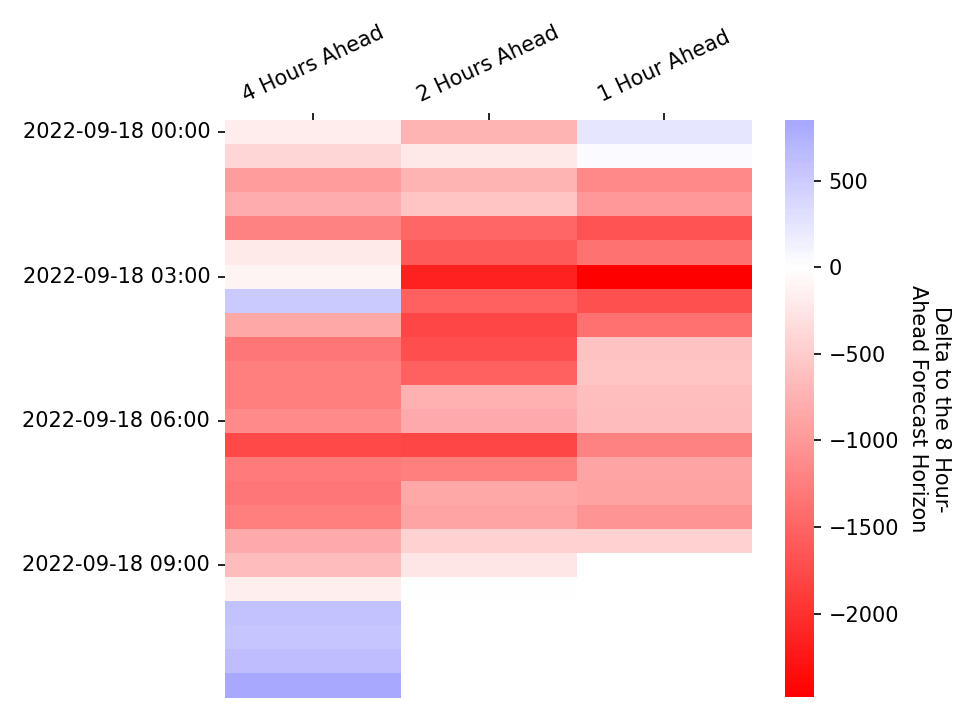 4 Hours Ahead
2 Hours Ahead
1 Hour Ahead
2022-09-18 00:00
2022-09-18 03:00
2022-09-18 06:00
2022-09-18 09:00
500
0
−500
−1000
−1500
−2000
Delta to the 8 Hour-
Ahead Forecast Horizon